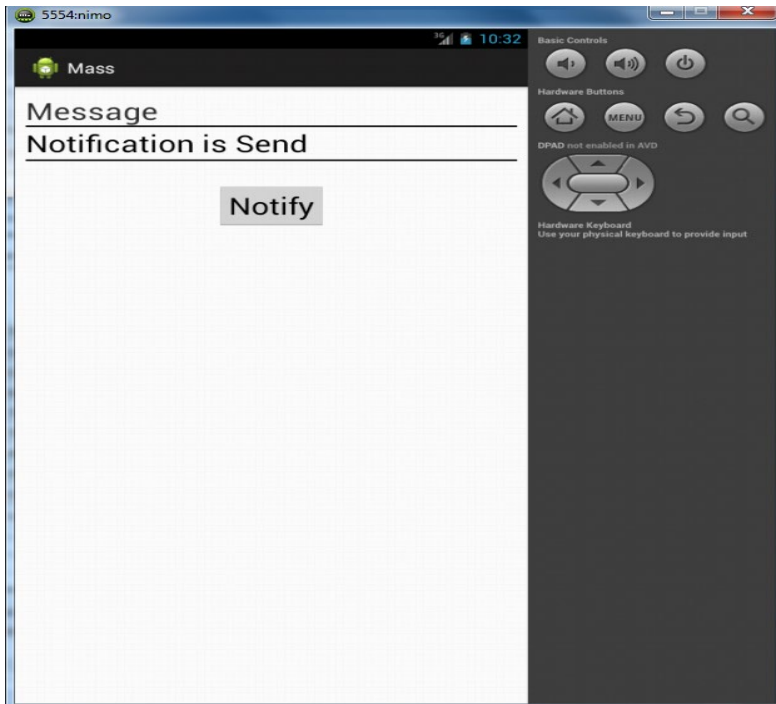 5554:nimo
3G 10:32
Mass
Message
Notification is Send
Notify
Basic Controls
Hardware Buttons
MENU
DPAD not enabled in AVD
Hardware Keyboard
Use your physical keyboard to provide input